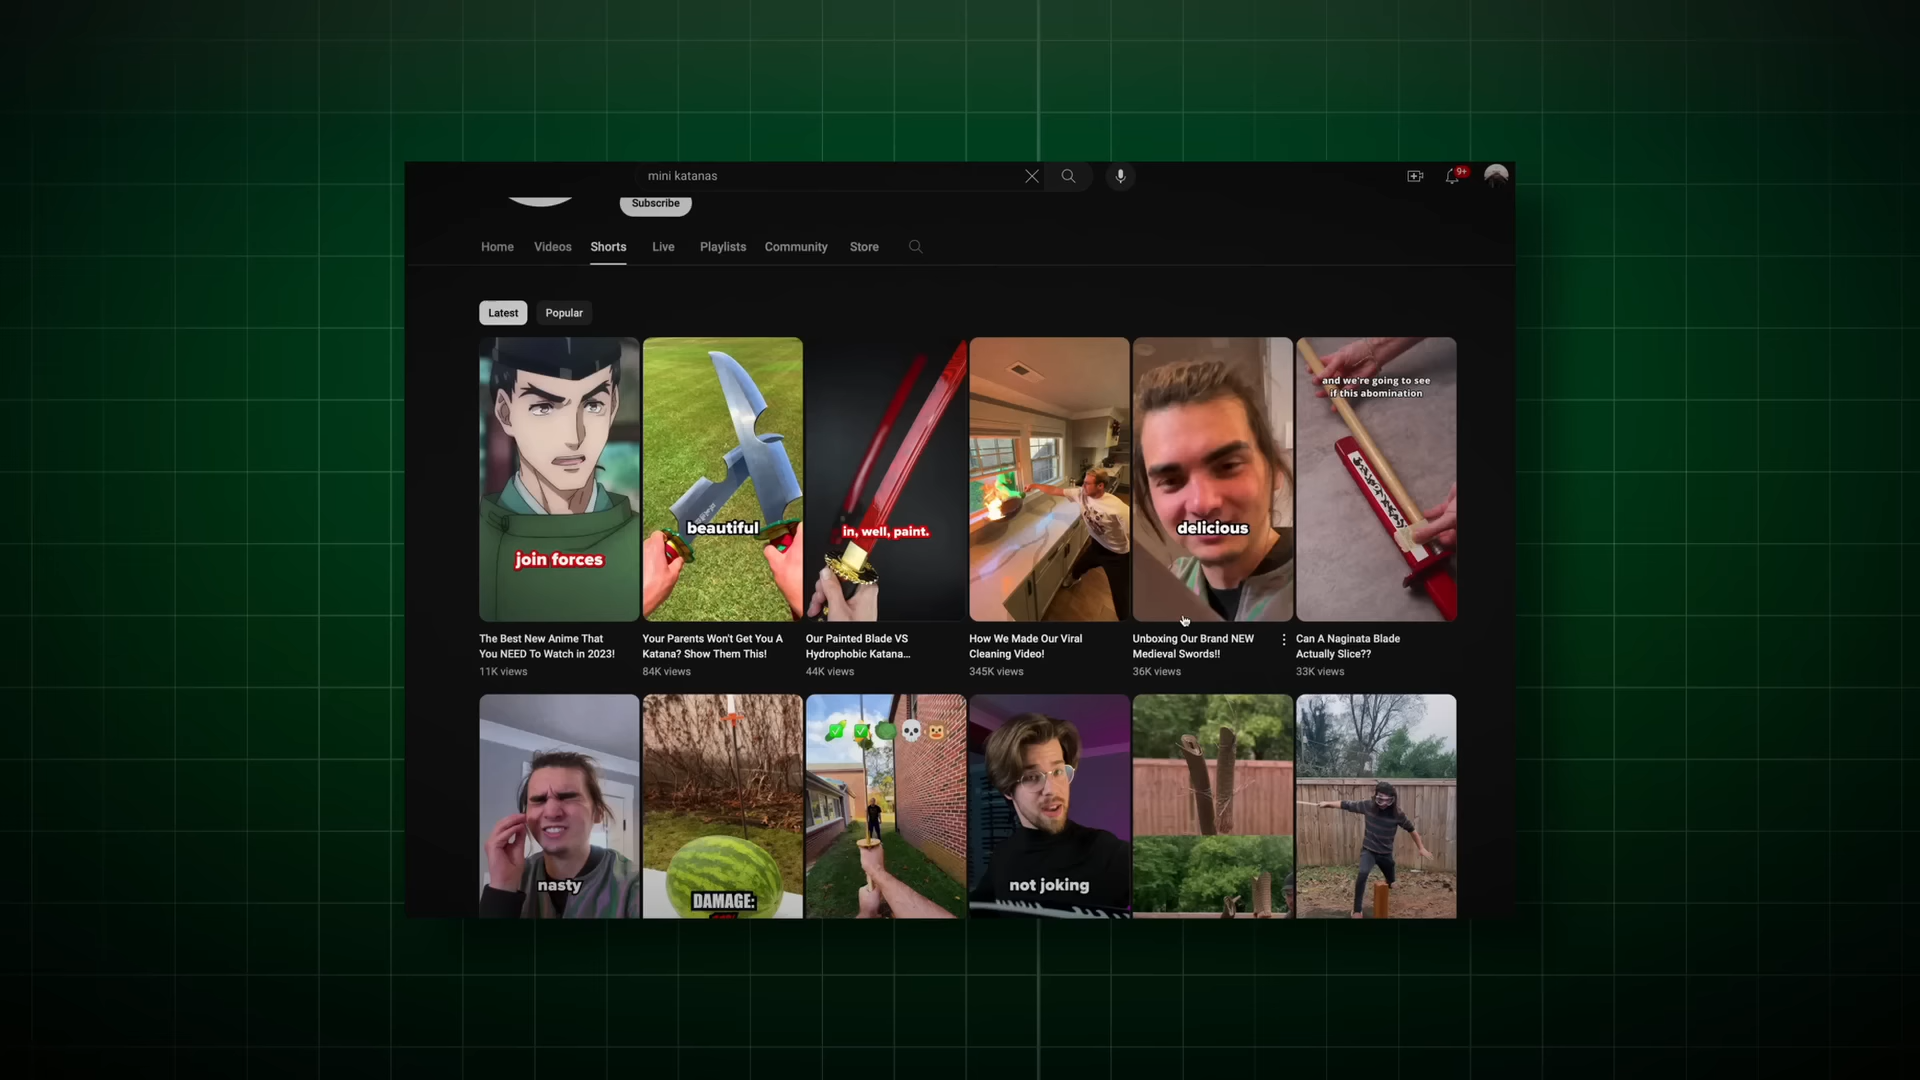 mini katanas
9+
Subscribe
Home Videos Shorts Live Playlists Community Store
Latest Popular
join forces
beautiful
in, well, paint.
delicious
and we're going to see
if this abomination
The Best New Anime That
You NEED To Watch in 2023!
11K views
Your Parents Won't Get You A
Katana? Show Them This!
84K views
Our Painted Blade VS
Hydrophobic Katana...
44K views
How We Made Our Viral
Cleaning Video!
345K views
Unboxing Our Brand NEW
Medieval Swords!!
36K views
Can A Naginata Blade
Actually Slice??
33K views
nasty
DAMAGE:
not joking